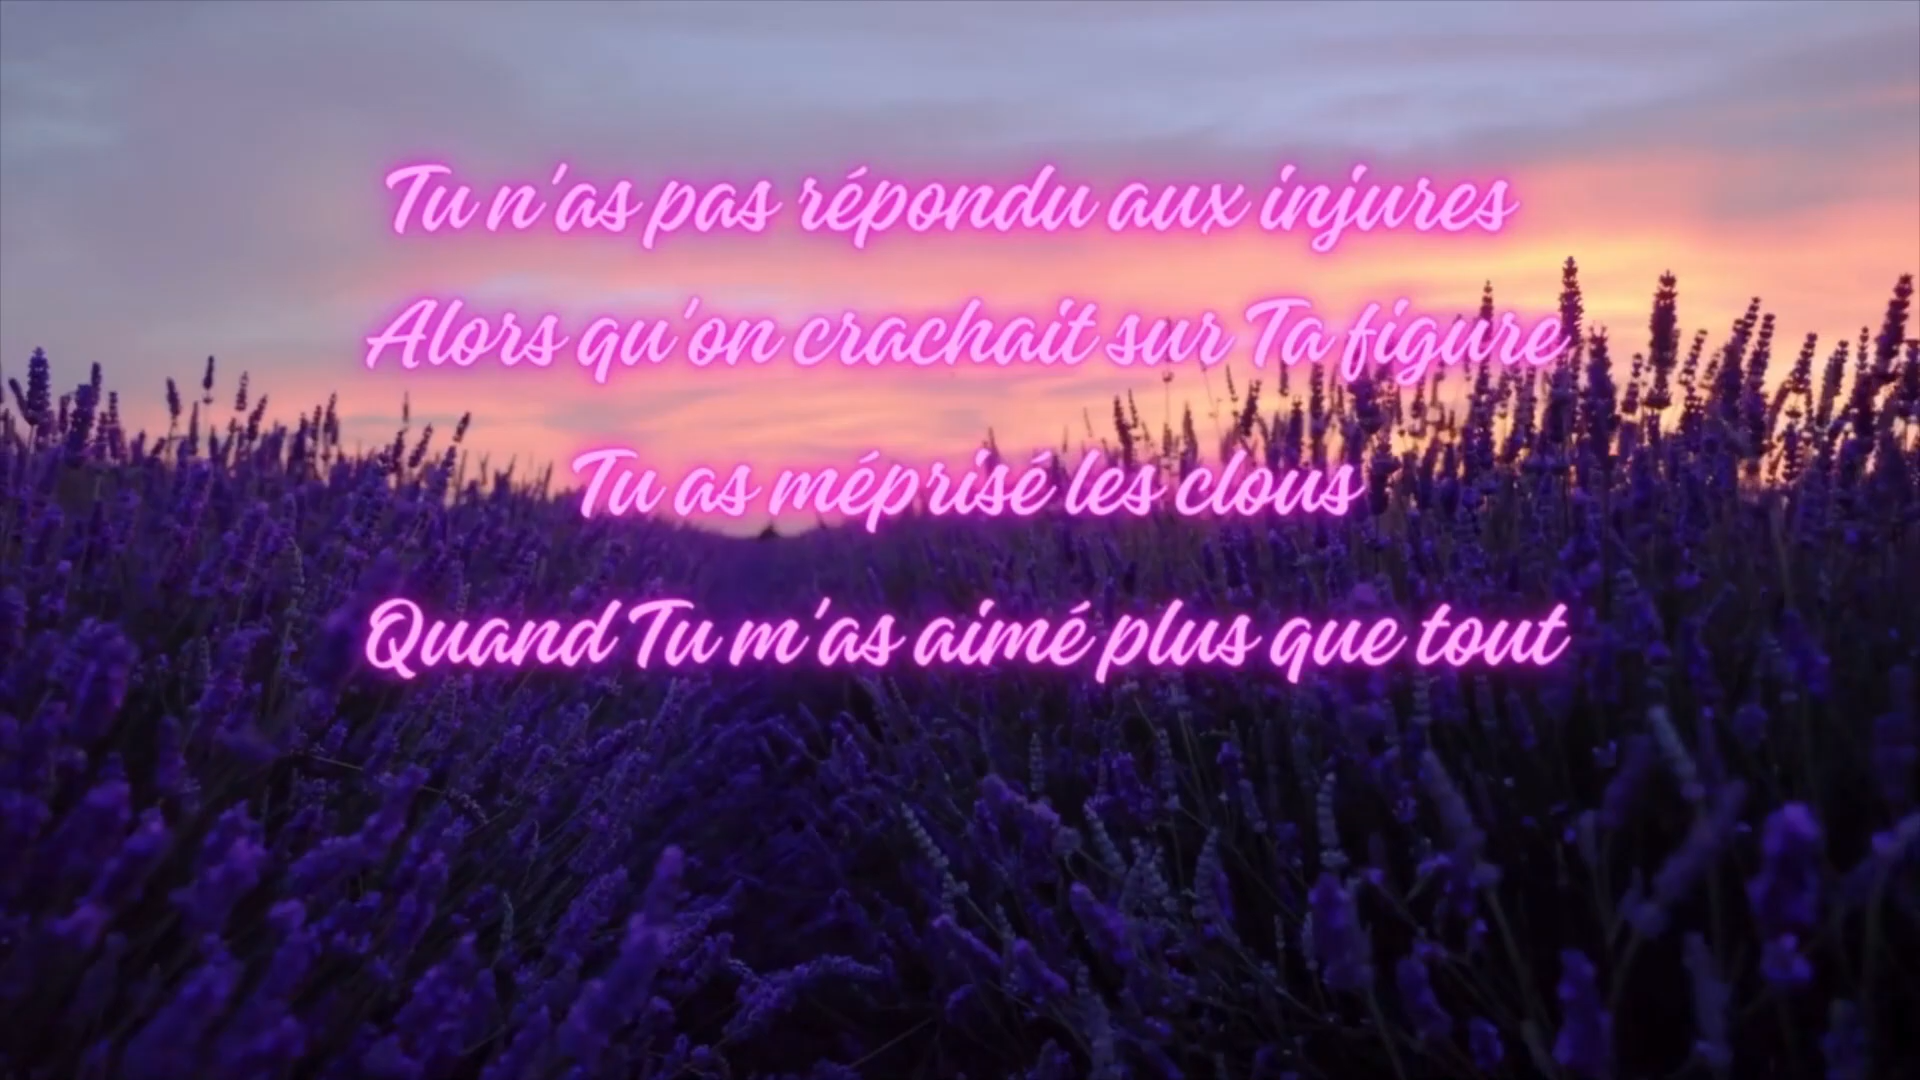 Tu n'as pas répondu aux injures
Alors qu'on crachait sur Ta figure
Tu as méprisé les clous
Quand Tu m'as aimé plus que tout